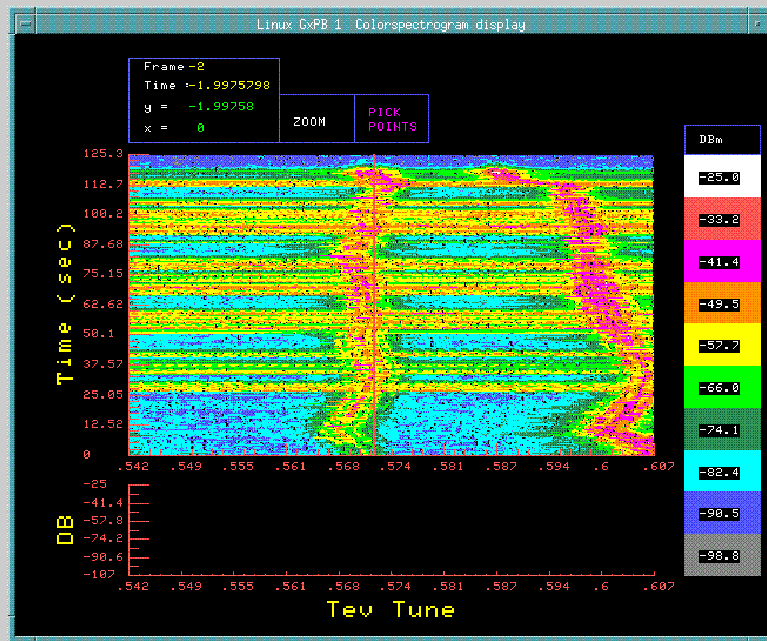 Linux GxPB 1 Colorspectrogram display
Frame -2
Time :-1.9975798
y = -1.99758
x = 0
ZOOM
PICK
POINTS
DBm
-25.0
-33.2
-41.4
-49.5
-57.7
-66.0
-74.1
-82.4
-90.5
-98.8
Time (sec)
125.3
112.7
100.2
87.68
75.15
62.62
50.1
37.57
25.05
12.52
0
.542 .549 .555 .561 .568 .574 .581 .587 .594 .6 .607
DB
-25
-41.4
-57.8
-74.2
-90.6
-107
.542 .549 .555 .561 .568 .574 .581 .587 .594 .6 .607
Tev Tune